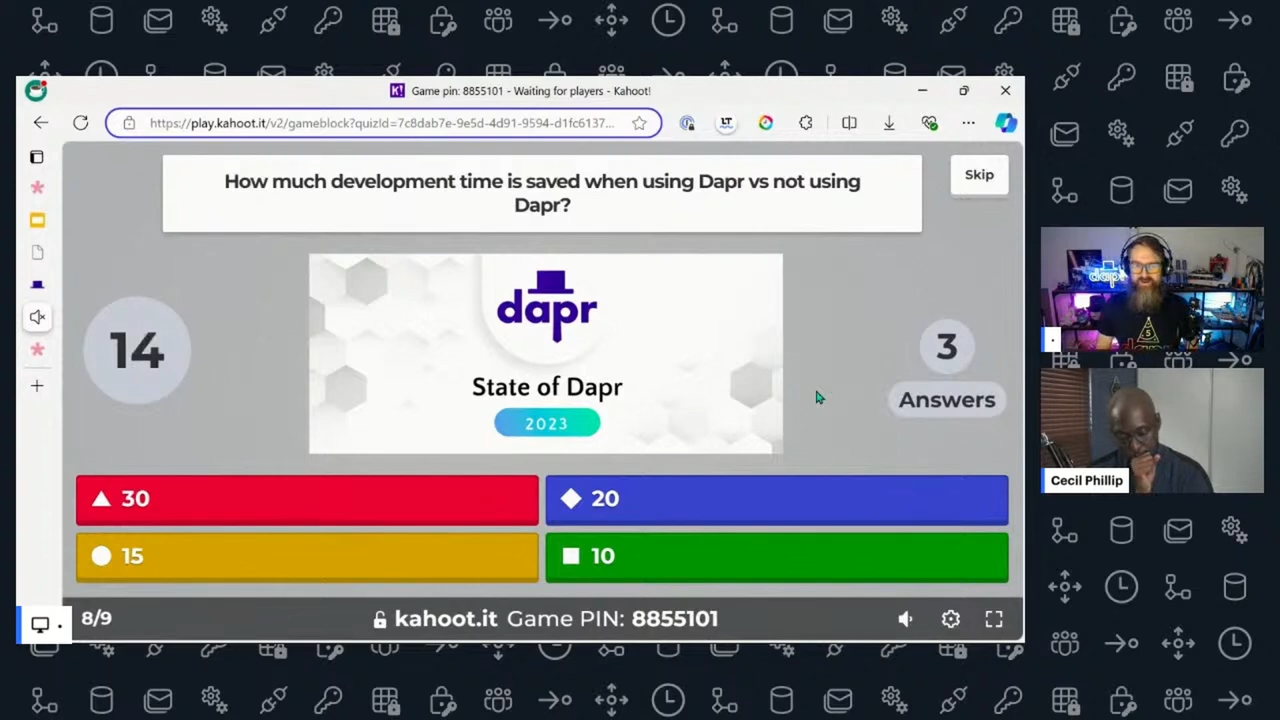 Game pin: 8855101 - Waiting for players - Kahoot!
https://play.kahoot.it/v2/gameblock?quizId=7c8dab7e-9e5d-4d91-9594-d1fc6137...
LT
How much development time is saved when using Dapr vs not using
Dapr?
Skip
14
dapr
State of Dapr
2023
3
Answers
30
20
15
10
8/9
kahoot.it Game PIN: 8855101
dapr
Cecil Phillip